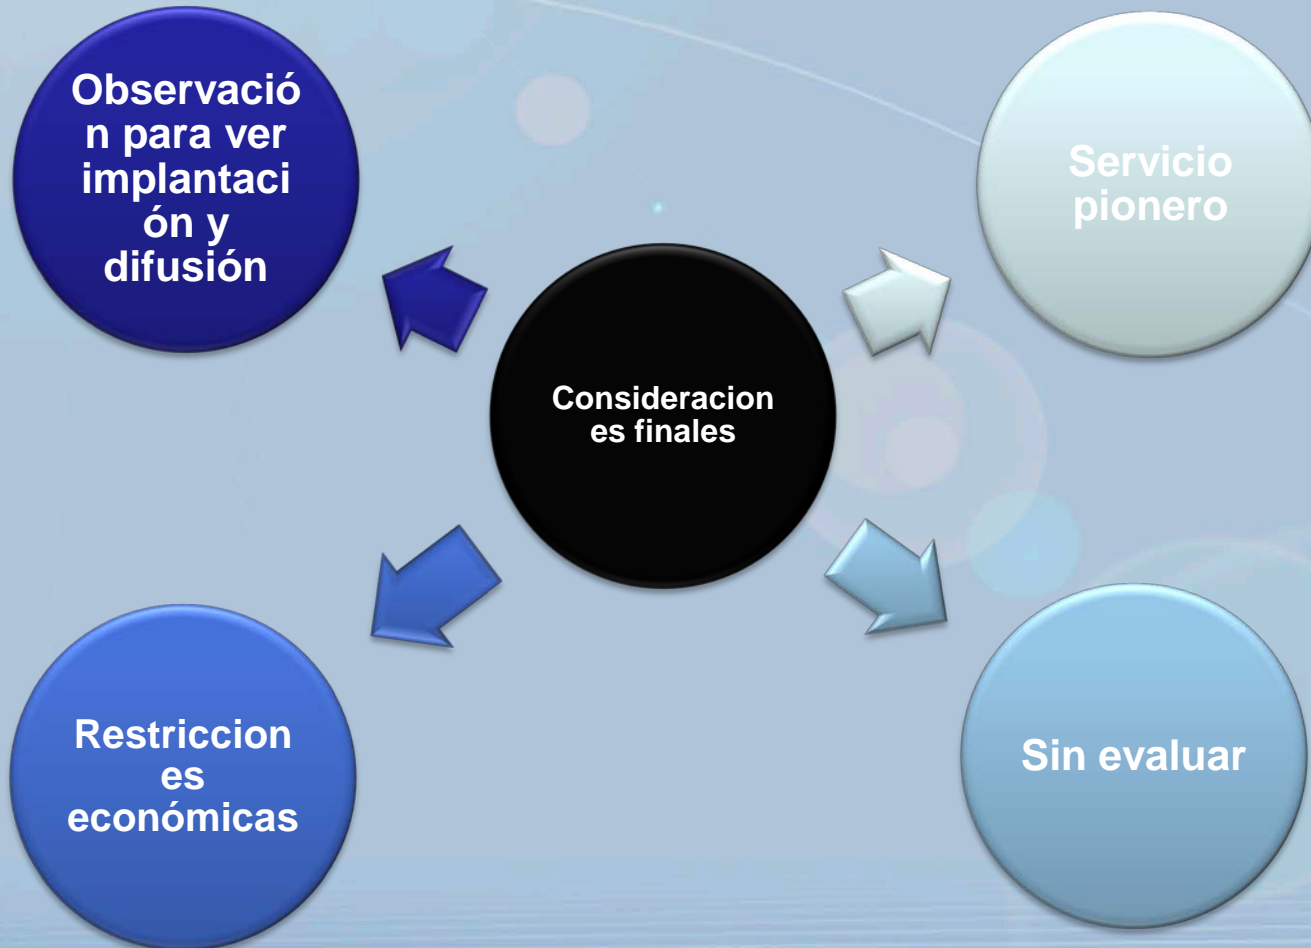 Observació
n para ver
implantaci
ón y
difusión
Servicio
pionero
Consideracion
es finales
Restriccion
es
económicas
Sin evaluar